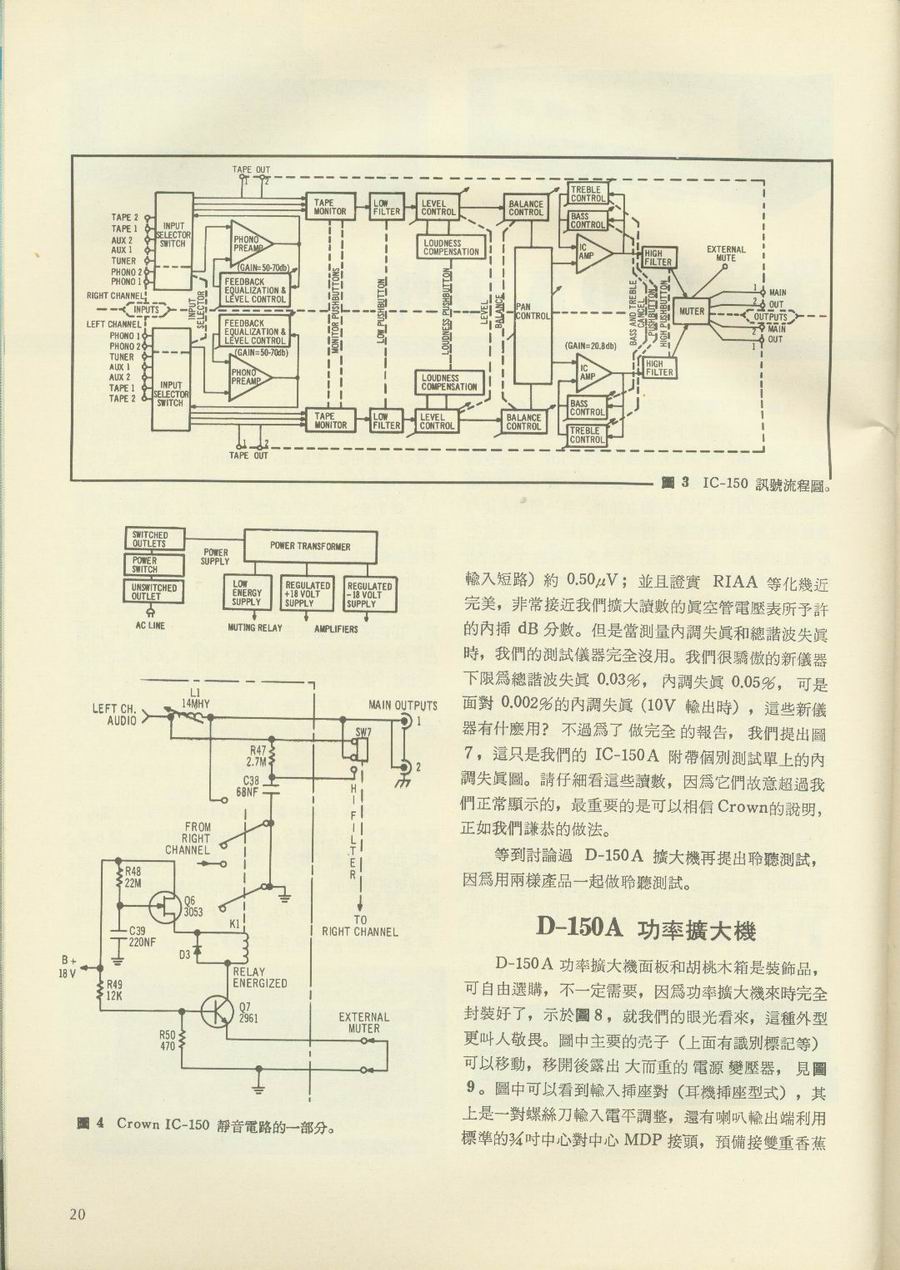 TAPE OUT
1 2
TAPE 2
TAPE 1
AUX 2
AUX 1
TUNER
PHONO 2
PHONO 1
INPUT
SELECTOR
SWITCH
PHONO
PREAMP
(GAIN=50-70db)
FEEDBACK
EQUALIZATION &
LEVEL CONTROL
TAPE
MONITOR
LOW
FILTER
LEVEL
CONTROL
LOUDNESS
COMPENSATION
BALANCE
CONTROL
TREBLE
CONTROL
BASS
CONTROL
IC
AMP
HIGH
FILTER
EXTERNAL
MUTE
RIGHT CHANNEL
INPUTS
LEFT CHANNEL
INPUT
SELECTOR
MONITOR PUSHBUTTONS
LOW PUSHBUTTON
LOUDNESS PUSHBUTTON
LEVEL
BALANCE
PAN
CONTROL
BASS AND TREBLE
CANCEL
PUSHBUTTON
HIGH PUSHBUTTON
MUTER
1 MAIN
2 OUT
OUTPUTS
2 MAIN
1 OUT
PHONO 1
PHONO 2
TUNER
AUX 1
AUX 2
TAPE 1
TAPE 2
INPUT
SELECTOR
SWITCH
FEEDBACK
EQUALIZATION &
LEVEL CONTROL
(GAIN=50-70db)
PHONO
PREAMP
TAPE
MONITOR
LOW
FILTER
LOUDNESS
COMPENSATION
LEVEL
CONTROL
BALANCE
CONTROL
(GAIN=20.8db)
IC
AMP
BASS
CONTROL
TREBLE
CONTROL
HIGH
FILTER
1 2
TAPE OUT
圖 3 IC-150 訊號流程圖。
SWITCHED
OUTLETS
POWER
SWITCH
UNSWITCHED
OUTLET
AC LINE
POWER
SUPPLY
POWER TRANSFORMER
LOW
ENERGY
SUPPLY
REGULATED
+18 VOLT
SUPPLY
REGULATED
-18 VOLT
SUPPLY
MUTING RELAY
AMPLIFIERS
LEFT CH.
AUDIO
L1
14MHY
MAIN OUTPUTS
1
2
SW7
R47
2.7M
C38
68NF
HI FILTER
FROM
RIGHT
CHANNEL
TO
RIGHT CHANNEL
R48
22M
Q6
3053
C39
220NF
K1
D3
B+
18V
RELAY
ENERGIZED
R49
12K
Q7
2961
R50
470
EXTERNAL
MUTER
圖 4 Crown IC-150 靜音電路的一部分。
輸入短路）約 0.50μV；並且證實 RIAA 等化幾近
完美，非常接近我們擴大讀數的眞空管電壓表所予許
的內揷 dB 分數。但是當測量內調失眞和總諧波失眞
時，我們的測試儀器完全沒用。我們很驕傲的新儀器
下限爲總諧波失眞 0.03%，內調失眞 0.05%，可是
面對 0.002%的內調失眞（10V 輸出時），這些新儀
器有什麽用？不過爲了做完全的報告，我們提出圖
7，這只是我們的 IC-150A 附帶個別測試單上的內
調失眞圖。請仔細看這些讀數，因爲它們故意超過我
們正常顯示的，最重要的是可以相信Crown的說明，
正如我們謙恭的做法。
等到討論過 D-150A 擴大機再提出聆聽測試，
因爲用兩樣產品一起做聆聽測試。
D-150A 功率擴大機
D-150A 功率擴大機面板和胡桃木箱是裝飾品，
可自由選購，不一定需要，因爲功率擴大機來時完全
封裝好了，示於圖8，就我們的眼光看來，這種外型
更叫人敬畏。圖中主要的壳子（上面有識別標記等）
可以移動，移開後露出大而重的電源變壓器，見圖
9。圖中可以看到輸入揷座對（耳機揷座型式），其
上是一對螺絲刀輸入電平調整，還有喇叭輸出端利用
標準的¾吋中心對中心 MDP 接頭，預備接雙重香蕉
20